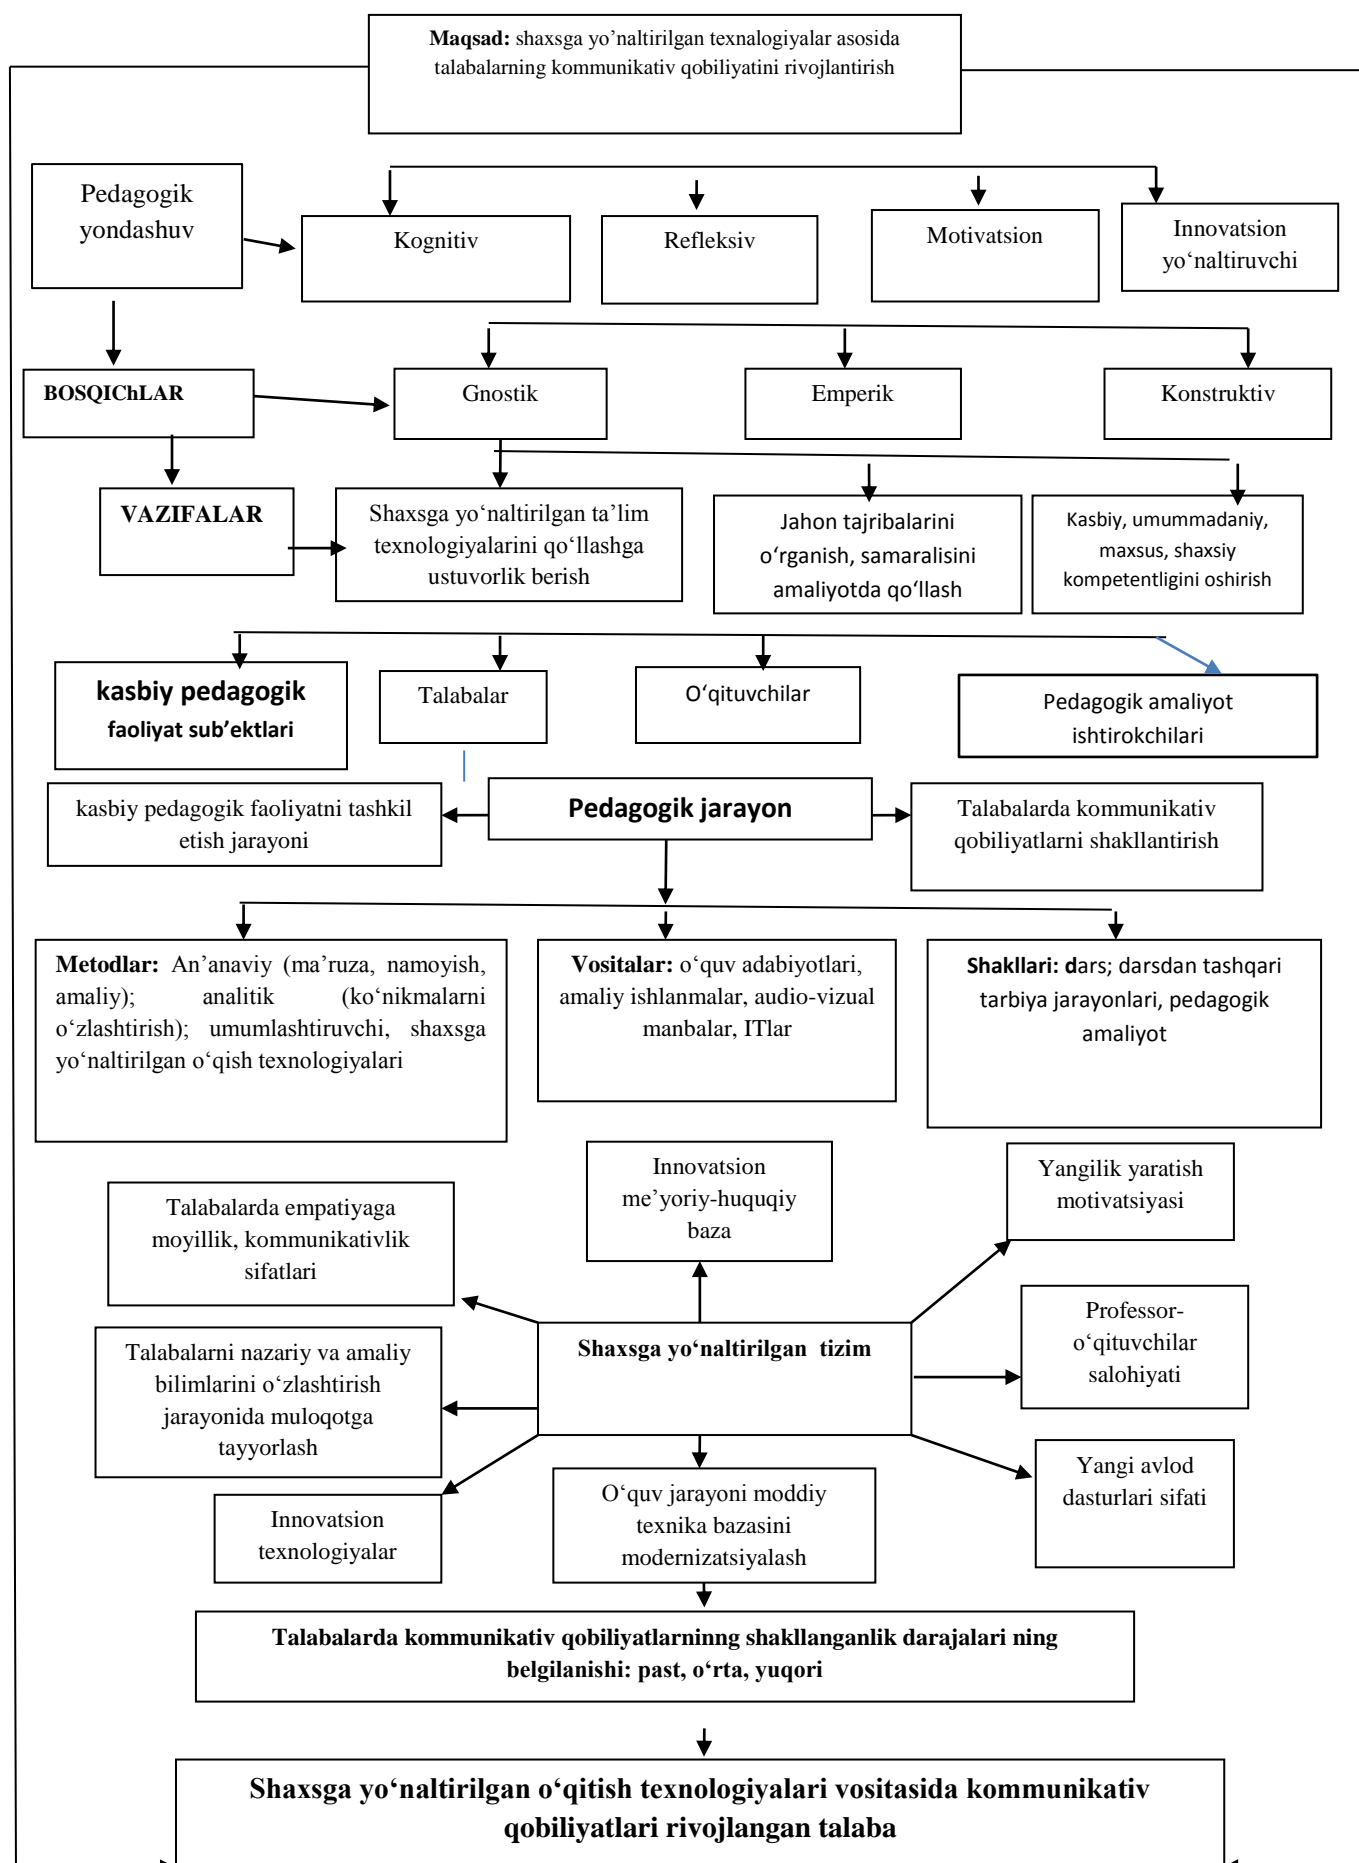 Maqsad: shaxsga yo’naltirilgan texnalogiyalar asosida
talabalarning kommunikativ qobiliyatini rivojlantirish
Pedagogik
yondashuv
Kognitiv
Refleksiv
Motivatsion
Innovatsion
yo‘naltiruvchi
BOSQIChLAR
Gnostik
Emperik
Konstruktiv
VAZIFALAR
Shaxsga yo‘naltirilgan ta’lim
texnologiyalarini qo‘llashga
ustuvorlik berish
Jahon tajribalarini
o‘rganish, samaralisini
amaliyotda qo‘llash
Kasbiy, umummadaniy,
maxsus, shaxsiy
kompetentligini oshirish
kasbiy pedagogik
faoliyat sub’ektlari
Talabalar
O‘qituvchilar
Pedagogik amaliyot
ishtirokchilari
kasbiy pedagogik faoliyatni tashkil
etish jarayoni
Pedagogik jarayon
Talabalarda kommunikativ
qobiliyatlarni shakllantirish
Metodlar: An’anaviy (ma’ruza, namoyish,
amaliy); analitik (ko‘nikmalarni
o‘zlashtirish); umumlashtiruvchi, shaxsga
yo‘naltirilgan o‘qish texnologiyalari
Vositalar: o‘quv adabiyotlari,
amaliy ishlanmalar, audio-vizual
manbalar, ITlar
Shakllari: dars; darsdan tashqari
tarbiya jarayonlari, pedagogik
amaliyot
Talabalarda empatiyaga
moyillik, kommunikativlik
sifatlari
Innovatsion
me’yoriy-huquqiy
baza
Yangilik yaratish
motivatsiyasi
Talabalarni nazariy va amaliy
bilimlarini o‘zlashtirish
jarayonida muloqotga
tayyorlash
Shaxsga yo‘naltirilgan tizim
Professor-
o‘qituvchilar
salohiyati
Innovatsion
texnologiyalar
O‘quv jarayoni moddiy
texnika bazasini
modernizatsiyalash
Yangi avlod
dasturlari sifati
Talabalarda kommunikativ qobiliyatlarninng shakllanganlik darajalari ning
belgilanishi: past, o‘rta, yuqori
Shaxsga yo‘naltirilgan o‘qitish texnologiyalari vositasida kommunikativ
qobiliyatlari rivojlangan talaba